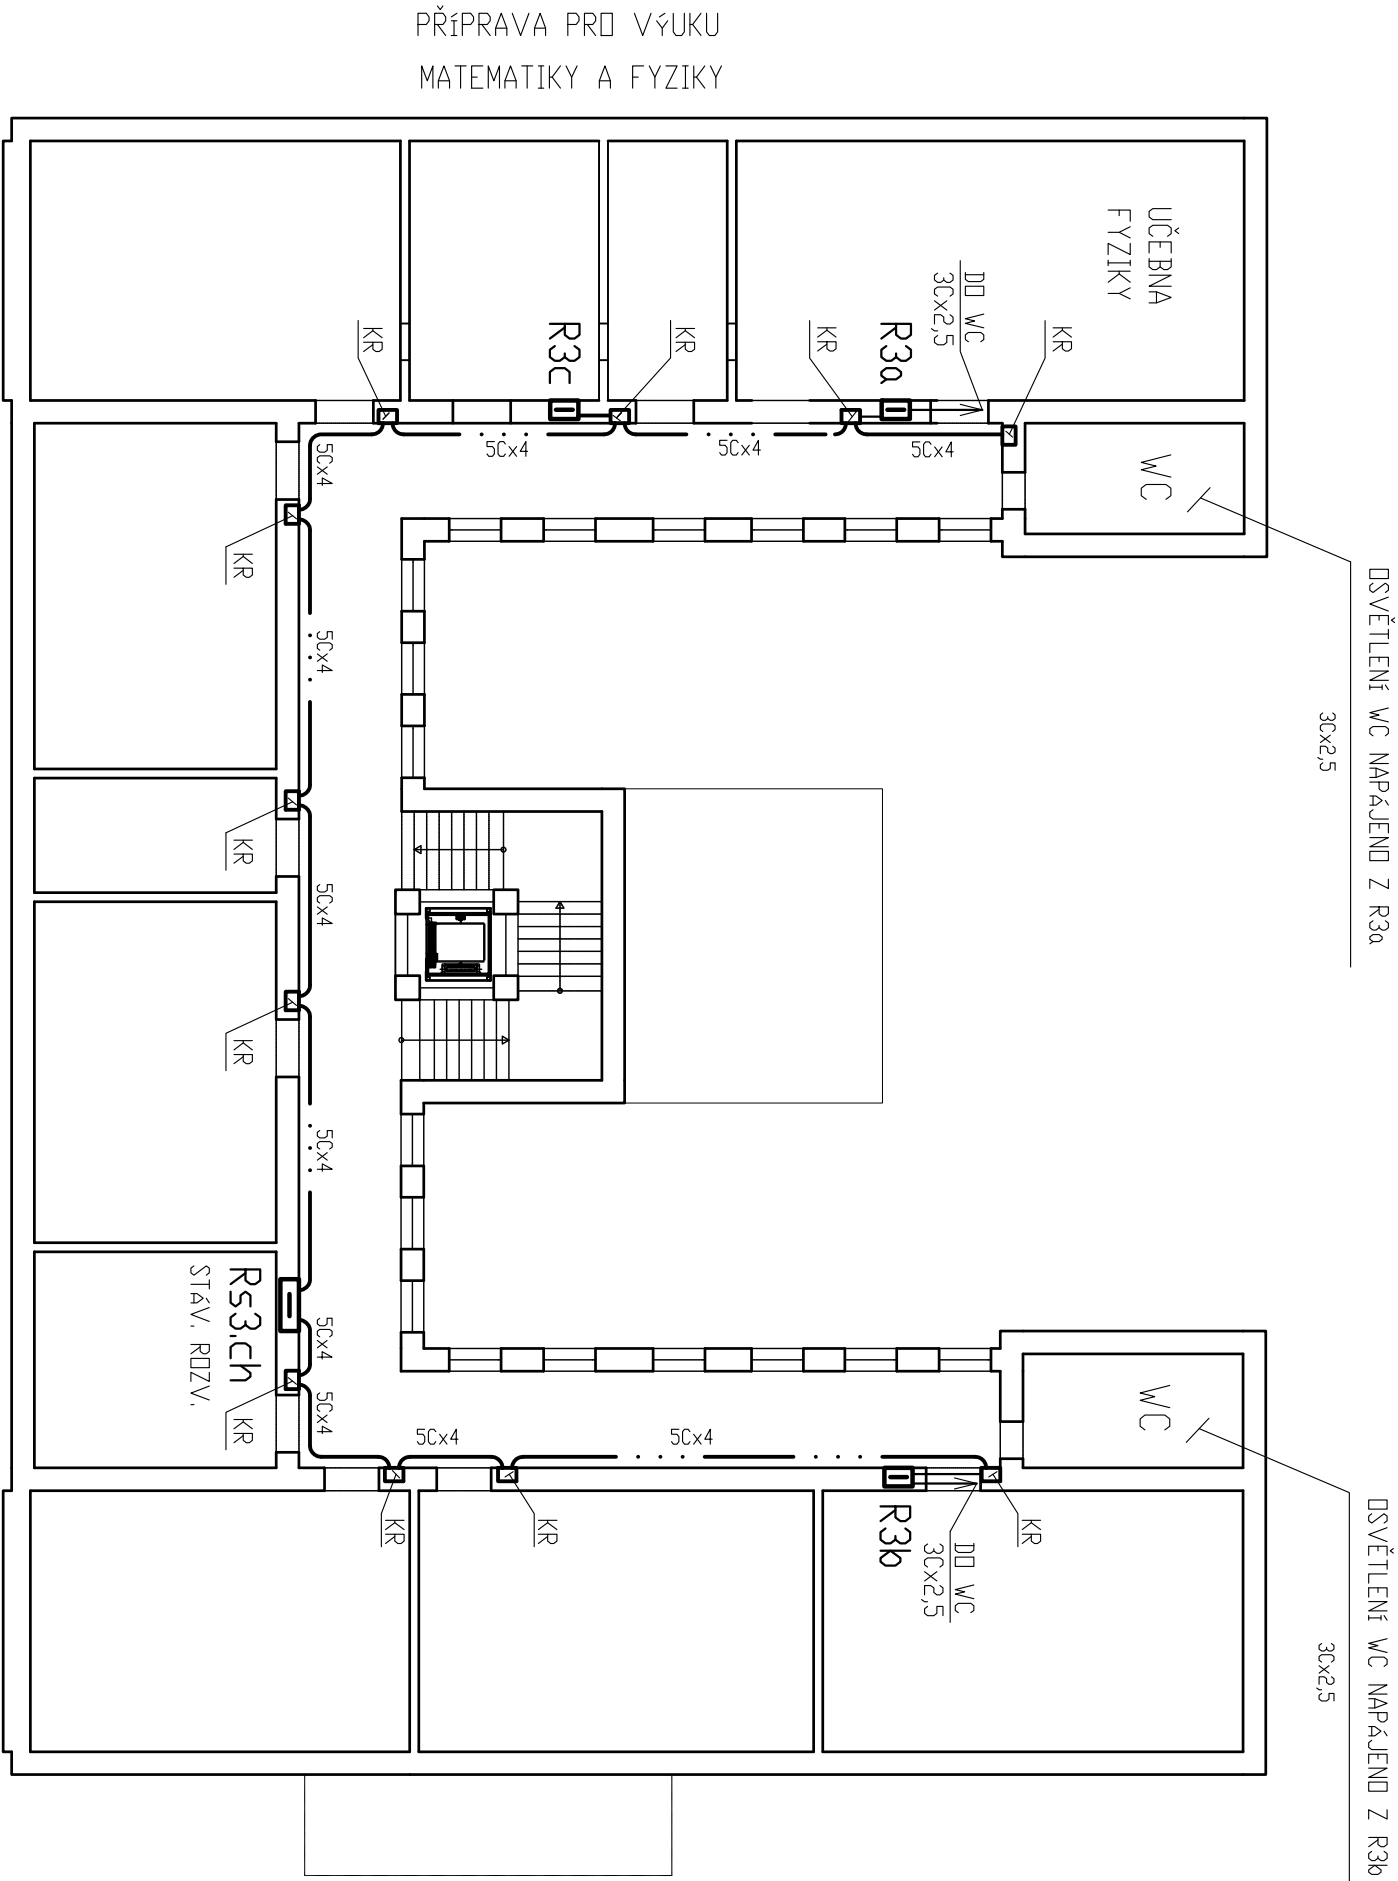 PŘÍPRAVA PRO VÝUKU
MATEMATIKY A FYZIKY
UČEBNA
FYZIKY
DO WC
3Cx2,5
KR
KR
R3c
KR
KR
R3a
5Cx4
5Cx4
5Cx4
WC
OSVĚTLENÍ WC NAPÁJENO Z R3a
3Cx2,5
5Cx4
KR
5Cx4
KR
5Cx4
KR
5Cx4
Rs3.ch
STÁV. ROZV.
5Cx4
KR
5Cx4
5Cx4
5Cx4
WC
OSVĚTLENÍ WC NAPÁJENO Z R3b
3Cx2,5
KR
KR
R3b
DO WC
3Cx2,5
KR